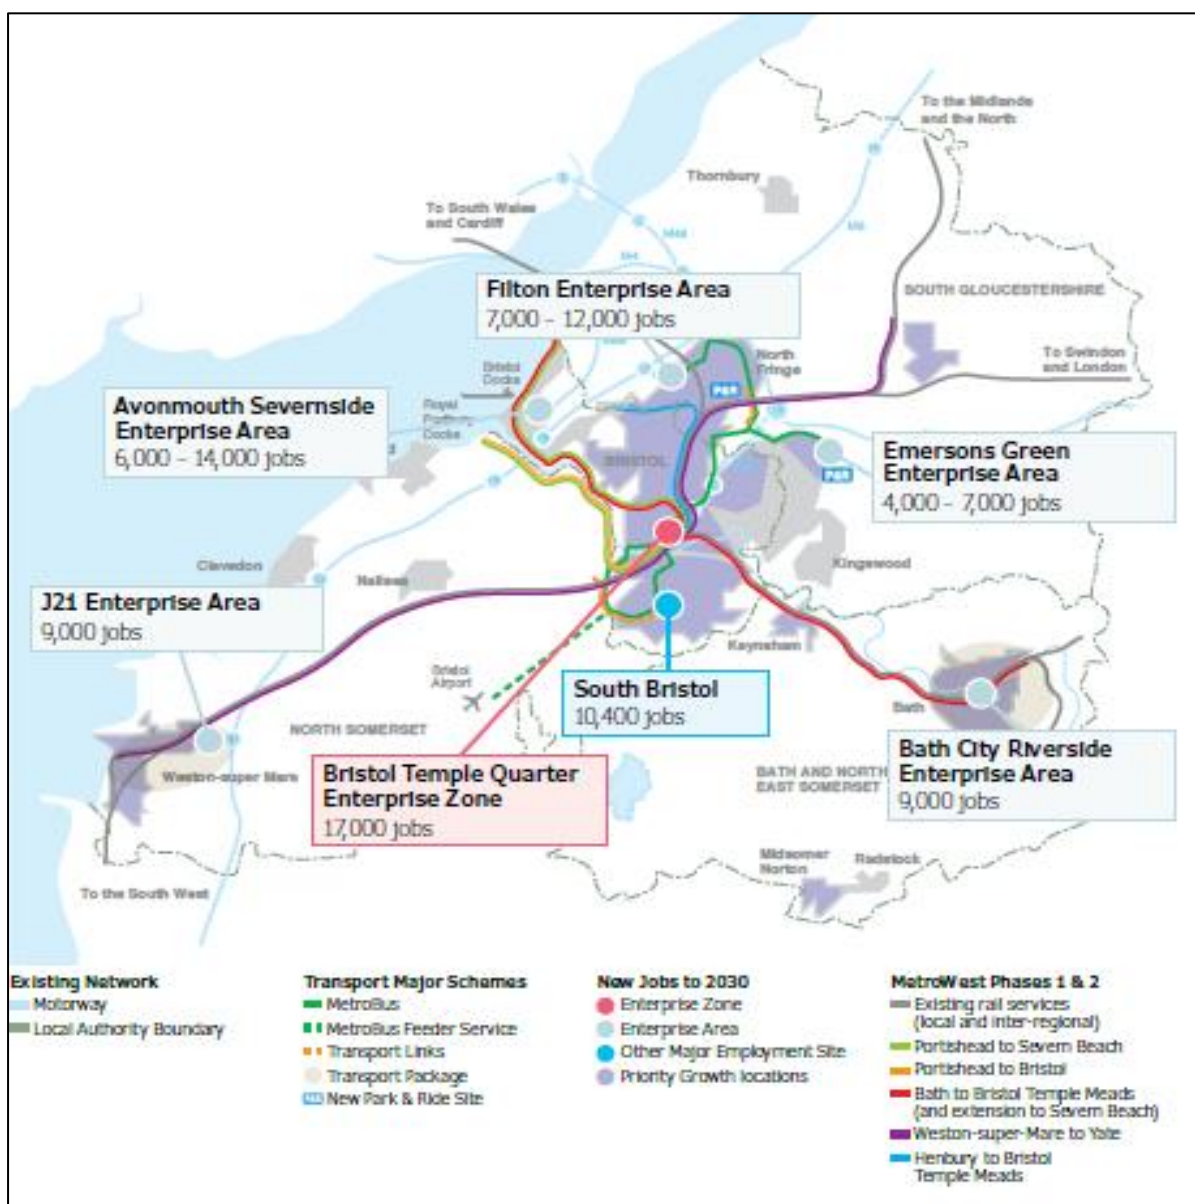 To the Midlands
and the North
Thornbury
To South Wales
and Cardiff
M5
M48
M4
Filton Enterprise Area
7,000 – 12,000 jobs
SOUTH GLOUCESTERSHIRE
North
Fringe
To Swindon
and London
Bristol
Docks
P&R
Avonmouth Severnside
Enterprise Area
6,000 – 14,000 jobs
Royal
Portbury
Docks
BRISTOL
Emersons Green
Enterprise Area
4,000 – 7,000 jobs
P&R
Clevedon
Nailsea
Kingswood
J21 Enterprise Area
9,000 jobs
Keynsham
Bristol
Airport
South Bristol
10,400 jobs
Bath
NORTH SOMERSET
Bristol Temple Quarter
Enterprise Zone
17,000 jobs
Weston-super Mare
BATH AND NORTH
EAST SOMERSET
Bath City Riverside
Enterprise Area
9,000 jobs
Midsomer
Norton
Radstock
To the South West
Existing Network
Motorway
Local Authority Boundary
Transport Major Schemes
MetroBus
MetroBus Feeder Service
Transport Links
Transport Package
P&R New Park & Ride Site
New Jobs to 2030
Enterprise Zone
Enterprise Area
Other Major Employment Site
Priority Growth locations
MetroWest Phases 1 & 2
Existing rail services
(local and inter-regional)
Portishead to Severn Beach
Portishead to Bristol
Bath to Bristol Temple Meads
(and extension to Severn Beach)
Weston-super-Mare to Yate
Henbury to Bristol
Temple Meads